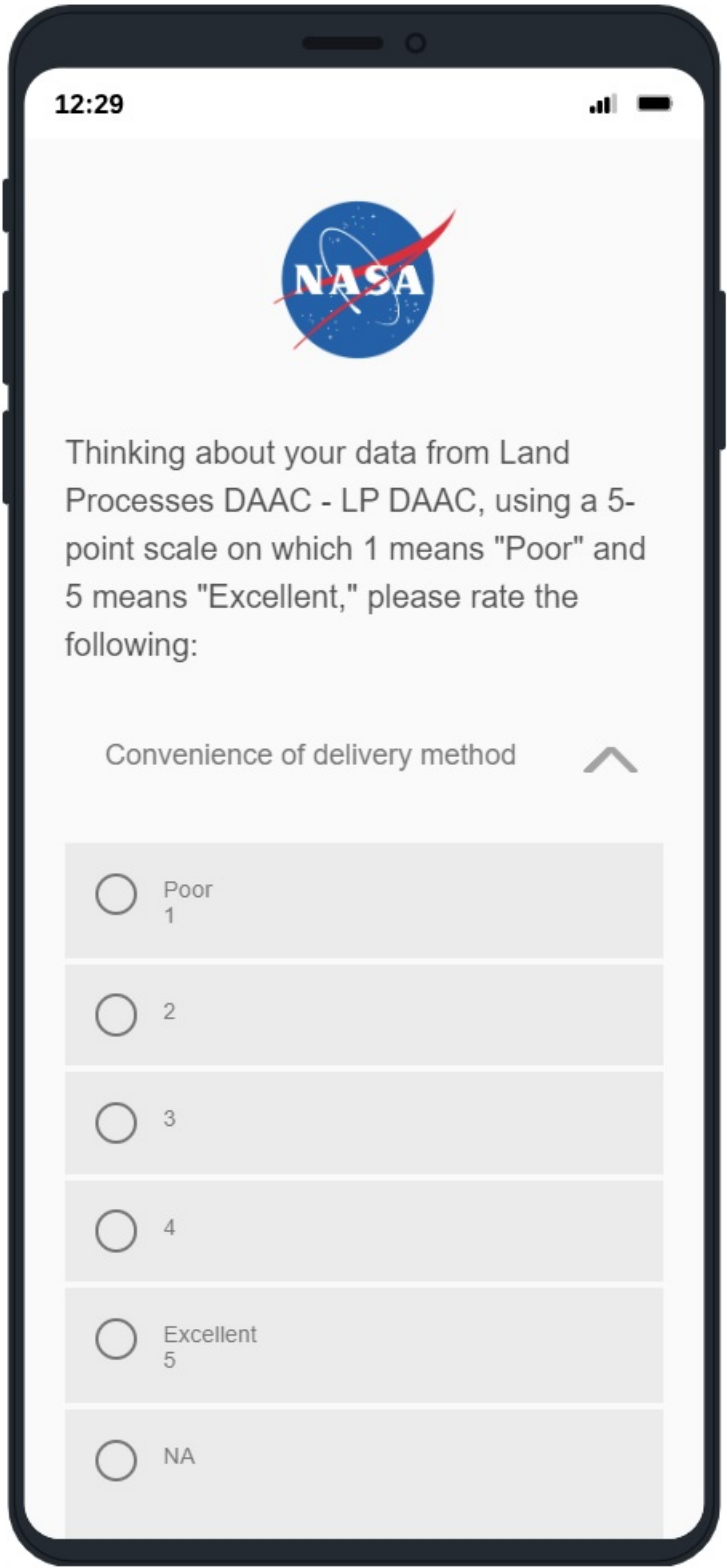 12:29
NASA
Thinking about your data from Land
Processes DAAC - LP DAAC, using a 5-
point scale on which 1 means "Poor" and
5 means "Excellent," please rate the
following:
Convenience of delivery method
Poor
1
2
3
4
Excellent
5
NA